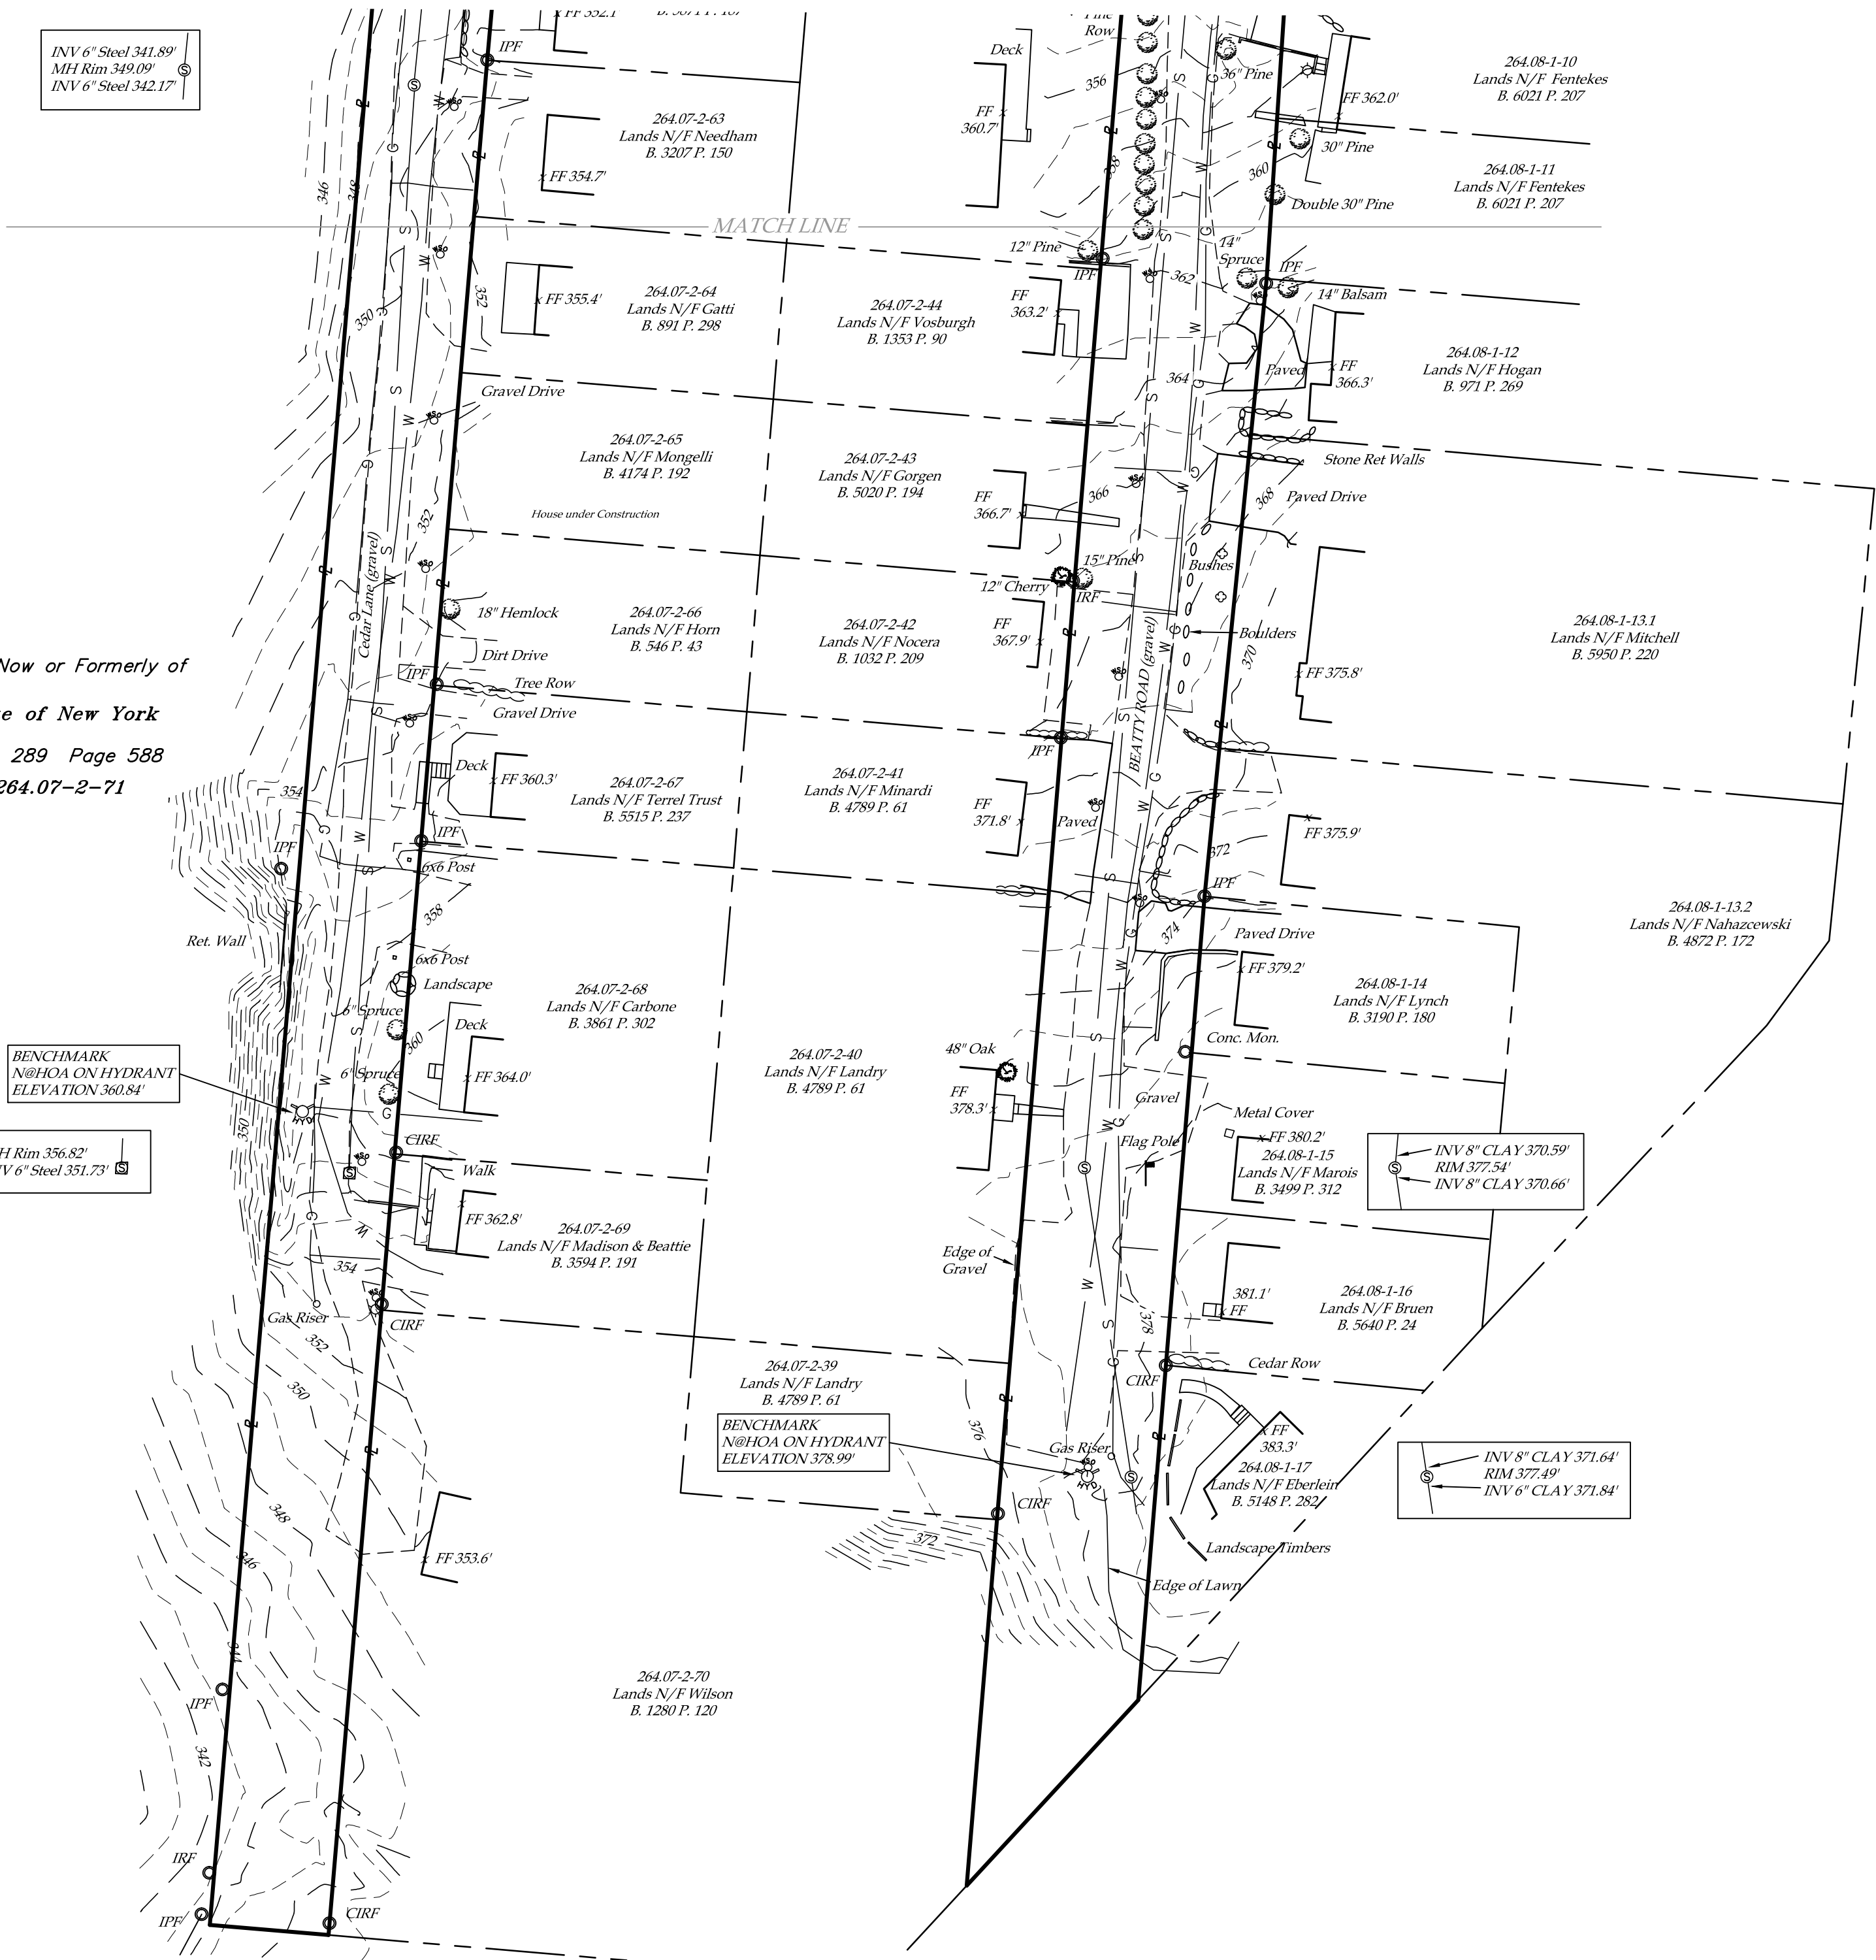 FF 352.1'
INV 6" Steel 341.89'
MH Rim 349.09'
INV 6" Steel 342.17'
S
IPF
Deck
Row
356
36" Pine
FF 362.0'
264.08-1-10
Lands N/F Fentekes
B. 6021 P. 207
264.07-2-63
Lands N/F Needham
B. 3207 P. 150
FF 354.7'
FF
360.7'
30" Pine
358
360
264.08-1-11
Lands N/F Fentekes
B. 6021 P. 207
Double 30" Pine
346
348
MATCH LINE
12" Pine
IPF
14"
Spruce
IPF
14" Balsam
362
350
352
FF 355.4'
264.07-2-64
Lands N/F Gatti
B. 891 P. 298
264.07-2-44
Lands N/F Vosburgh
B. 1353 P. 90
FF
363.2'
364
Paved
FF
366.3'
264.08-1-12
Lands N/F Hogan
B. 971 P. 269
Gravel Drive
264.07-2-65
Lands N/F Mongelli
B. 4174 P. 192
House under Construction
264.07-2-43
Lands N/F Gorgen
B. 5020 P. 194
FF
366.7'
366
Stone Ret Walls
368
Paved Drive
352
Cedar Lane (gravel)
15" Pine
12" Cherry
IRF
Bushes
18" Hemlock
264.07-2-66
Lands N/F Horn
B. 546 P. 43
264.07-2-42
Lands N/F Nocera
B. 1032 P. 209
FF
367.9'
Boulders
370
BEATTY ROAD (gravel)
264.08-1-13.1
Lands N/F Mitchell
B. 5950 P. 220
FF 375.8'
Dirt Drive
IPF
Tree Row
Gravel Drive
Now or Formerly of
e of New York
289 Page 588
264.07-2-71
IPF
354
Deck
FF 360.3'
264.07-2-67
Lands N/F Terrel Trust
B. 5515 P. 237
264.07-2-41
Lands N/F Minardi
B. 4789 P. 61
FF
371.8'
Paved
FF 375.9'
372
IPF
IPF
6x6 Post
IPF
358
Ret. Wall
374
Paved Drive
264.08-1-13.2
Lands N/F Nahazcewski
B. 4872 P. 172
6x6 Post
Landscape
FF 379.2'
264.08-1-14
Lands N/F Lynch
B. 3190 P. 180
264.07-2-68
Lands N/F Carbone
B. 3861 P. 302
6" Spruce
Deck
360
Conc. Mon.
BENCHMARK
N@HOA ON HYDRANT
ELEVATION 360.84'
6" Spruce
FF 364.0'
264.07-2-40
Lands N/F Landry
B. 4789 P. 61
48" Oak
FF
378.3'
Gravel
Metal Cover
HYD
350
Flag Pole
FF 380.2'
264.08-1-15
Lands N/F Marois
B. 3499 P. 312
INV 8" CLAY 370.59'
RIM 377.54'
INV 8" CLAY 370.66'
H Rim 356.82'
V 6" Steel 351.73'
S
CIRF
Walk
FF 362.8'
264.07-2-69
Lands N/F Madison & Beattie
B. 3594 P. 191
Edge of
Gravel
354
381.1'
FF
264.08-1-16
Lands N/F Bruen
B. 5640 P. 24
Gas Riser
CIRF
352
378
264.07-2-39
Lands N/F Landry
B. 4789 P. 61
Cedar Row
CIRF
350
BENCHMARK
N@HOA ON HYDRANT
ELEVATION 378.99'
376
Gas Riser
HYD
FF
383.3'
264.08-1-17
Lands N/F Eberlein
B. 5148 P. 282
INV 8" CLAY 371.64'
RIM 377.49'
INV 6" CLAY 371.84'
CIRF
348
372
Landscape Timbers
346
FF 353.6'
Edge of Lawn
344
264.07-2-70
Lands N/F Wilson
B. 1280 P. 120
IPF
342
IRF
IPF
CIRF